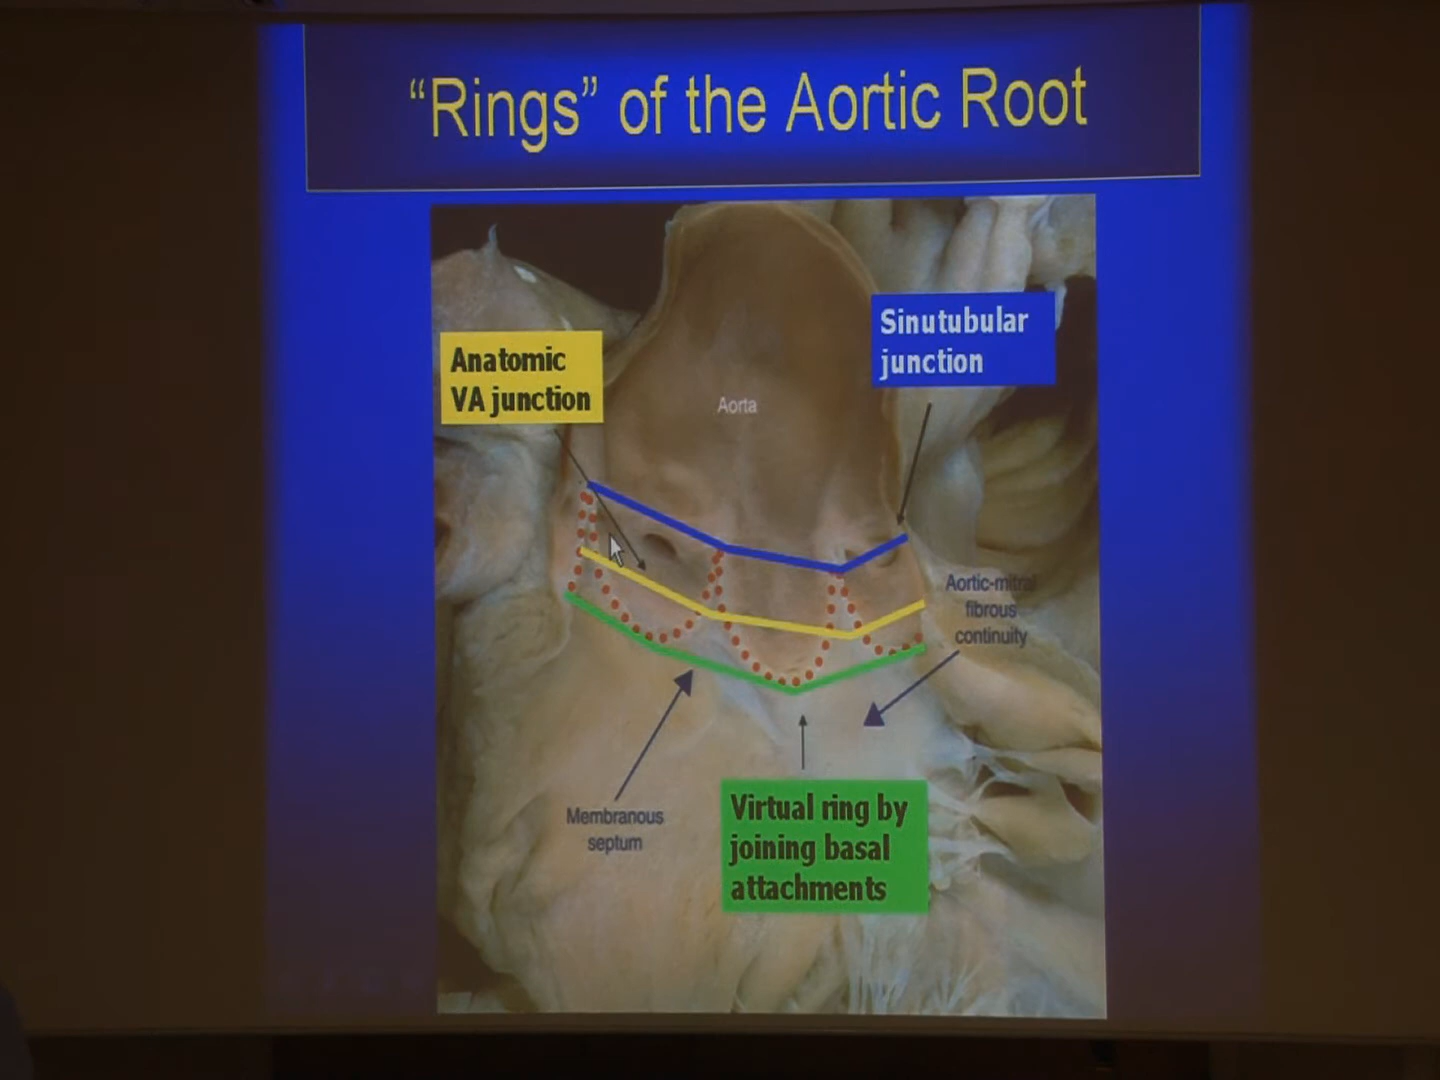 “Rings” of the Aortic Root
Anatomic
VA junction
Sinutubular
junction
Aorta
Aortic-mitral
fibrous
continuity
Membranous
septum
Virtual ring by
joining basal
attachments